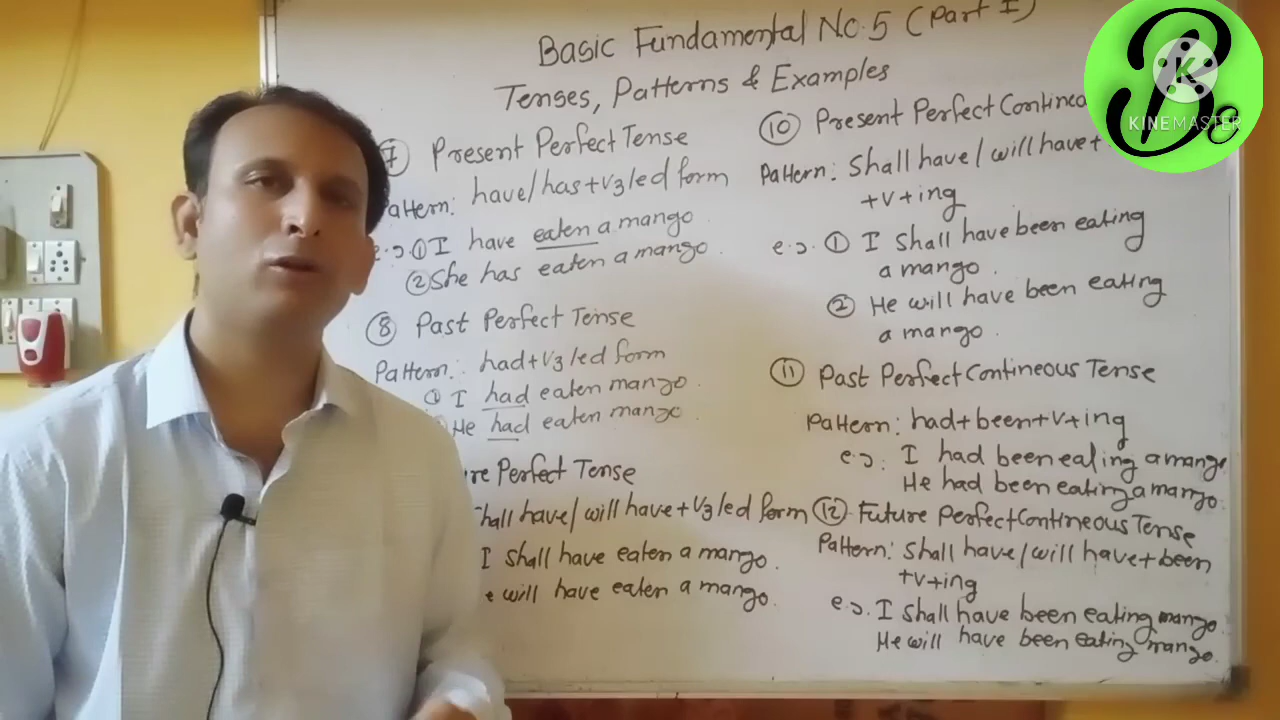 Basic Fundamental No.5 (Part I)
Tenses, Patterns & Examples
7 Present Perfect Tense
Pattern: have/has+V3/ed form
e.g. 1 I have eaten a mango
2 She has eaten a mango.
8 Past Perfect Tense
Pattern: had+V3/ed form
1 I had eaten mango.
He had eaten mango.
re Perfect Tense
shall have/will have+V3/ed form
I shall have eaten a mango.
e will have eaten a mango.
10 Present Perfect Contineo
Pattern: Shall have/will have+
+v+ing
e.g. 1 I shall have been eating
a mango.
2 He will have been eating
a mango.
11 Past Perfect Contineous Tense
Pattern: had+been+v+ing
e.g. I had been eating a mango.
He had been eating a mango.
12 Future Perfect Contineous Tense
Pattern: shall have/will have+been
+v+ing
e.g. I shall have been eating mango.
He will have been eating mango.
B
KINEMASTER